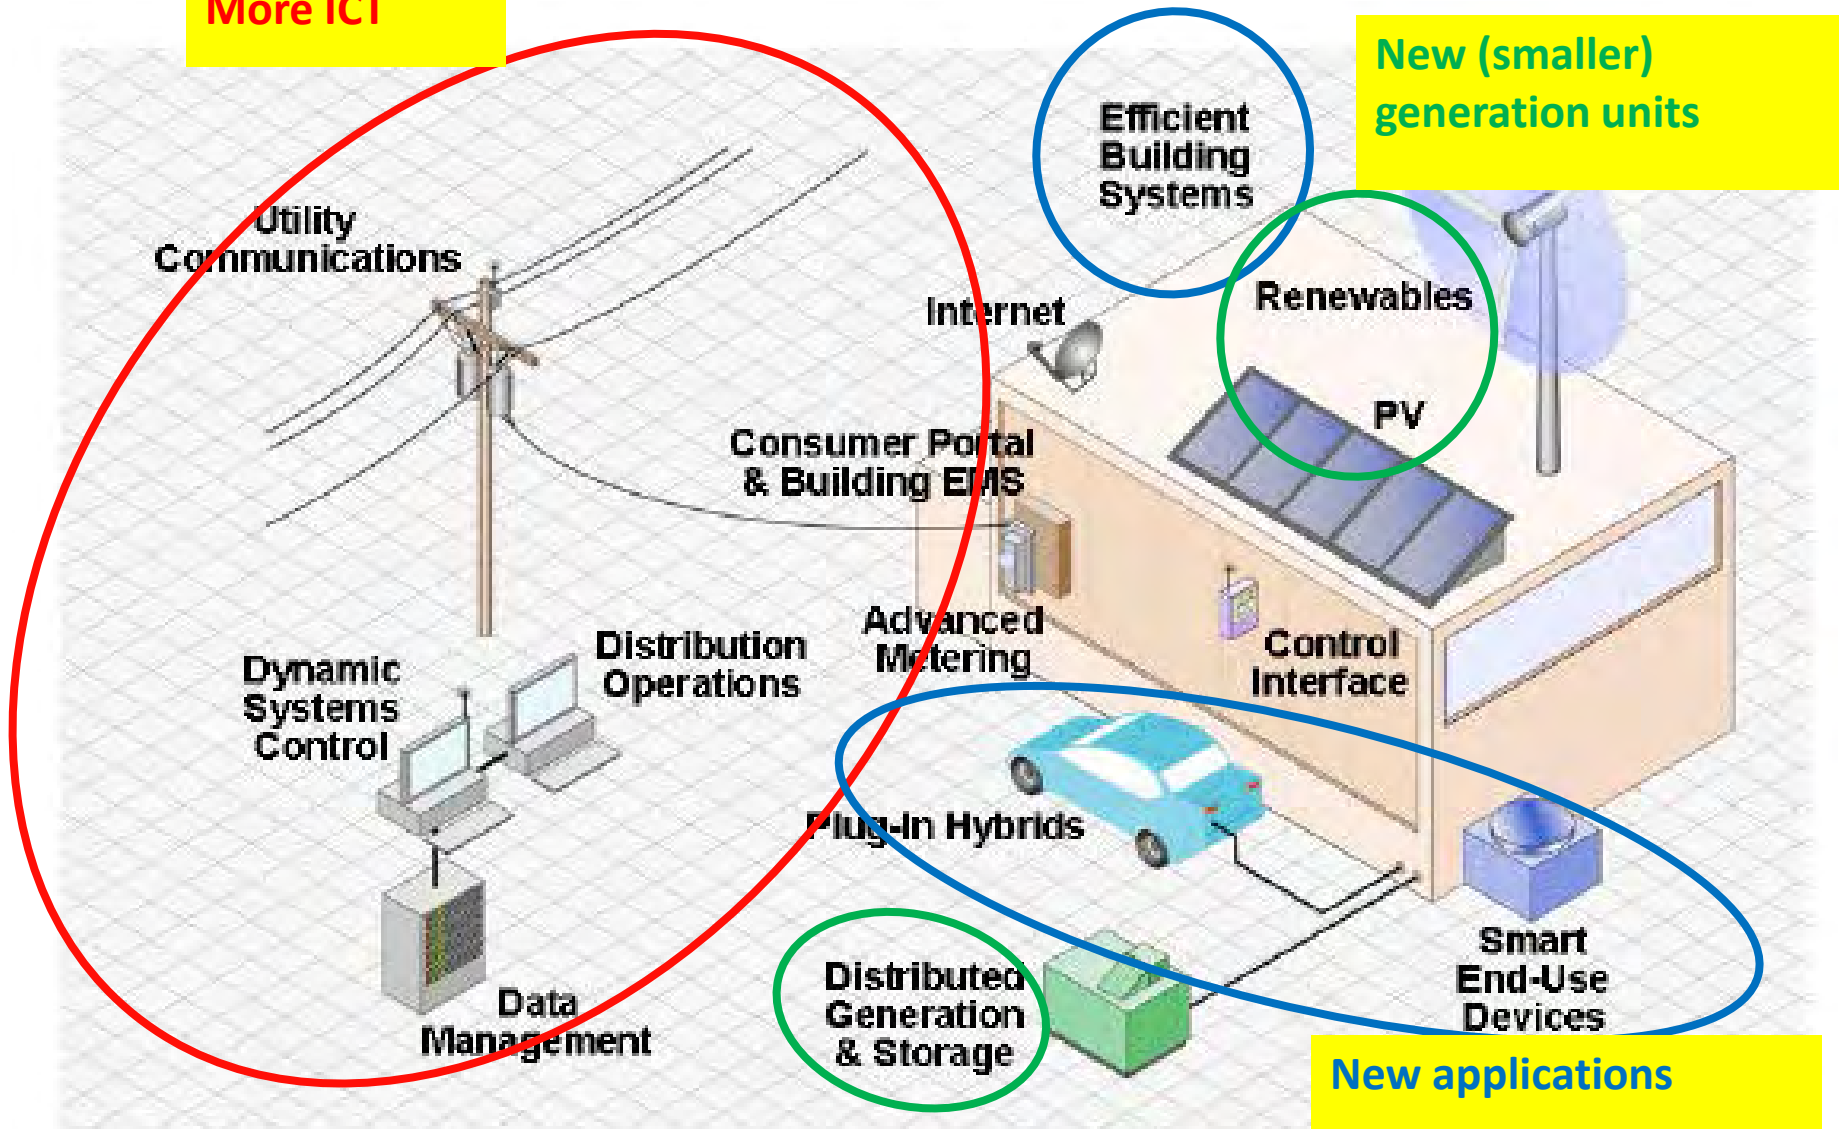 More ICT
New (smaller)
generation units
Efficient
Building
Systems
Utility
Communications
Internet
Renewables
PV
Consumer Portal
& Building EMS
Advanced
Metering
Control
Interface
Distribution
Operations
Dynamic
Systems
Control
Plug-In Hybrids
Smart
End-Use
Devices
Distributed
Generation
& Storage
Data
Management
New applications